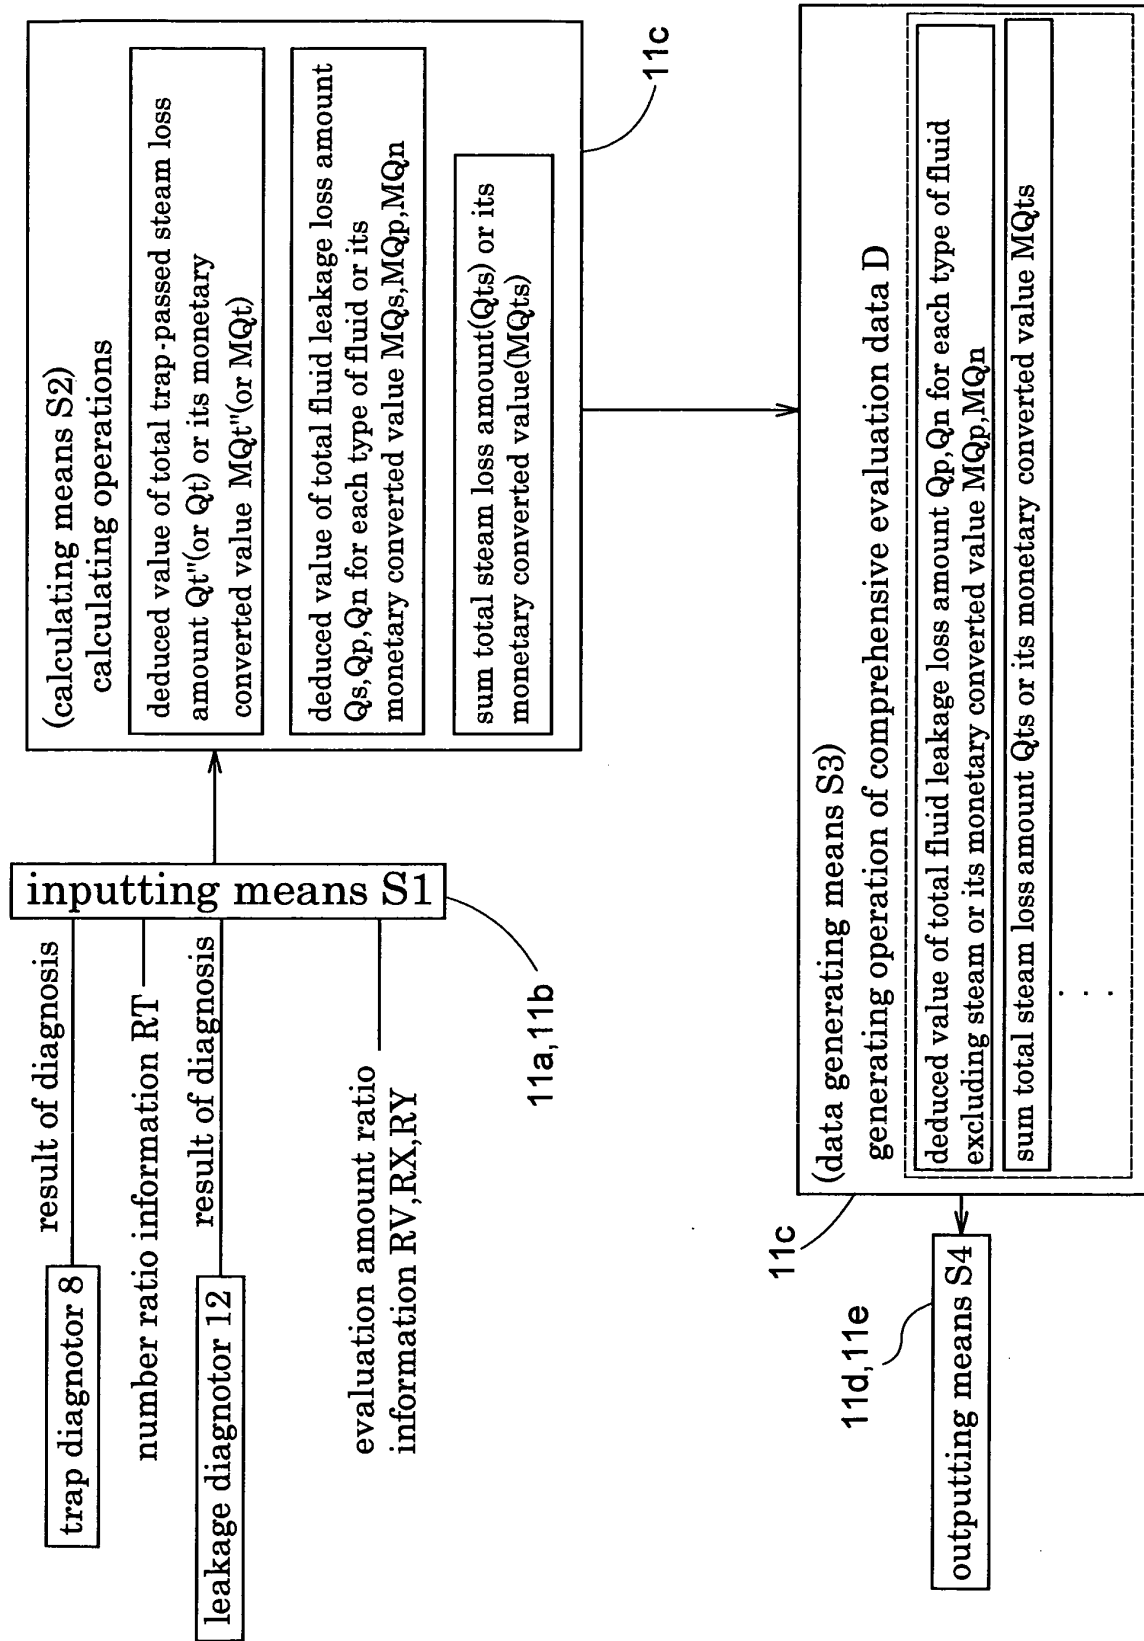 trap diagnotor 8
result of diagnosis
number ratio information RT
leakage diagnotor 12
result of diagnosis
evaluation amount ratio
information RV,RX,RY
inputting means S1
11a,11b
(calculating means S2)
calculating operations
deduced value of total trap-passed steam loss
amount Qt"(or Qt) or its monetary
converted value MQt"(or MQt)
deduced value of total fluid leakage loss amount
Qs,Qp,Qn for each type of fluid or its
monetary converted value MQs,MQp,MQn
sum total steam loss amount(Qts) or its
monetary converted value(MQts)
11c
(data generating means S3)
generating operation of comprehensive evaluation data D
deduced value of total fluid leakage loss amount Qp,Qn for each type of fluid
excluding steam or its monetary converted value MQp,MQn
sum total steam loss amount Qts or its monetary converted value MQts
. . .
11c
11d,11e
outputting means S4